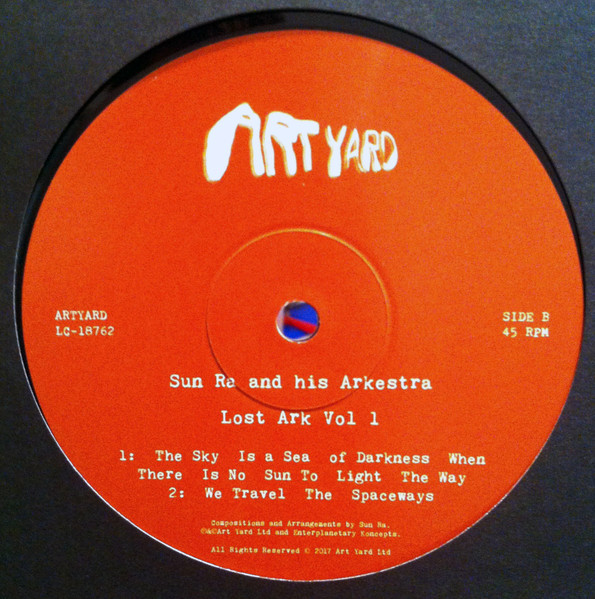 ART YARD
ARTYARD
LC-18762
SIDE B
45 RPM
Sun Ra and his Arkestra
Lost Ark Vol 1
1: The Sky Is a Sea of Darkness When
There Is No Sun To Light The Way
2: We Travel The Spaceways
Compositions and Arrangements by Sun Ra.
℗&©Art Yard Ltd and Enterplanetary Koncepts.
All Rights Reserved © 2017 Art Yard Ltd